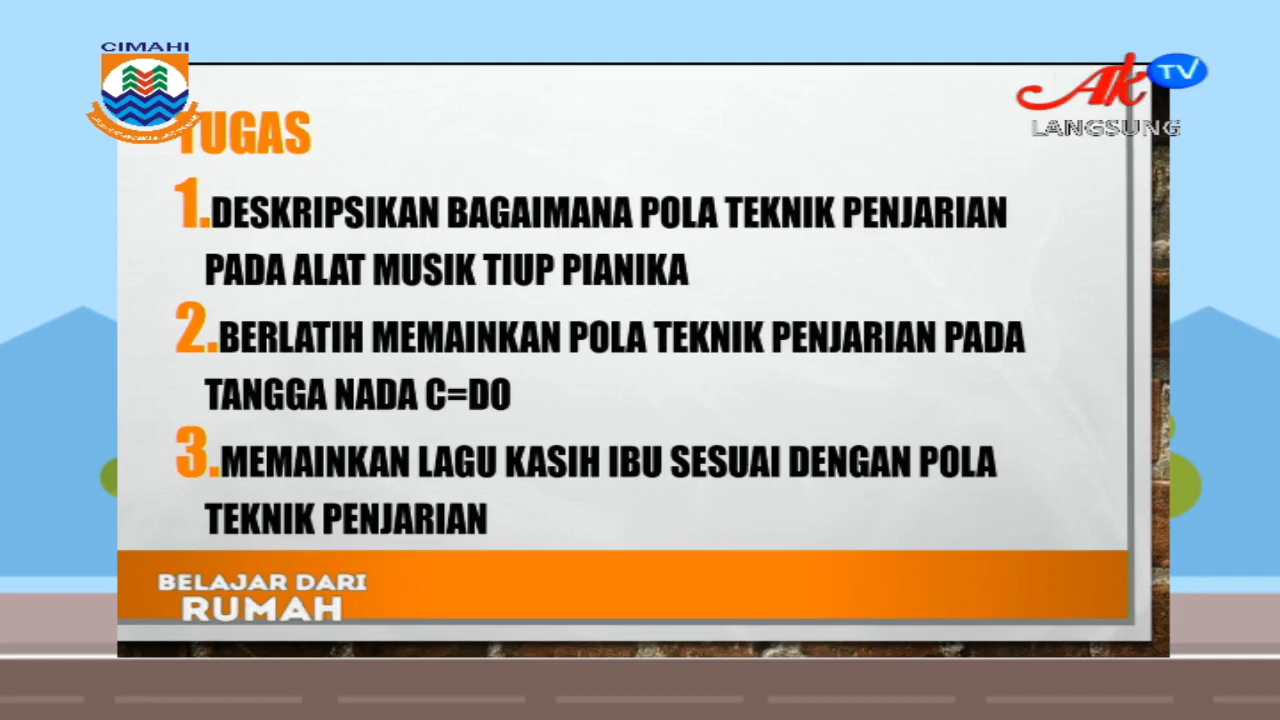 CIMAHI
Ak TV
LANGSUNG
TUGAS
1.DESKRIPSIKAN BAGAIMANA POLA TEKNIK PENJARIAN
PADA ALAT MUSIK TIUP PIANIKA
2.BERLATIH MEMAINKAN POLA TEKNIK PENJARIAN PADA
TANGGA NADA C=DO
3.MEMAINKAN LAGU KASIH IBU SESUAI DENGAN POLA
TEKNIK PENJARIAN
BELAJAR DARI
RUMAH